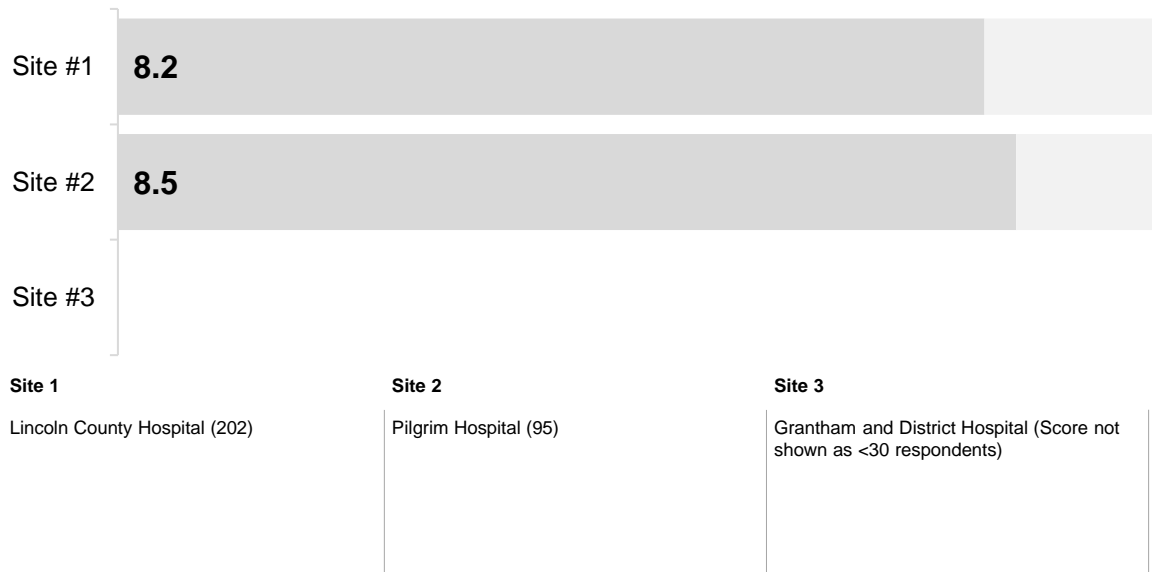 Site #1
8.2
Site #2
8.5
Site #3
Site 1
Site 2
Site 3
Lincoln County Hospital (202)
Pilgrim Hospital (95)
Grantham and District Hospital (Score not
shown as <30 respondents)